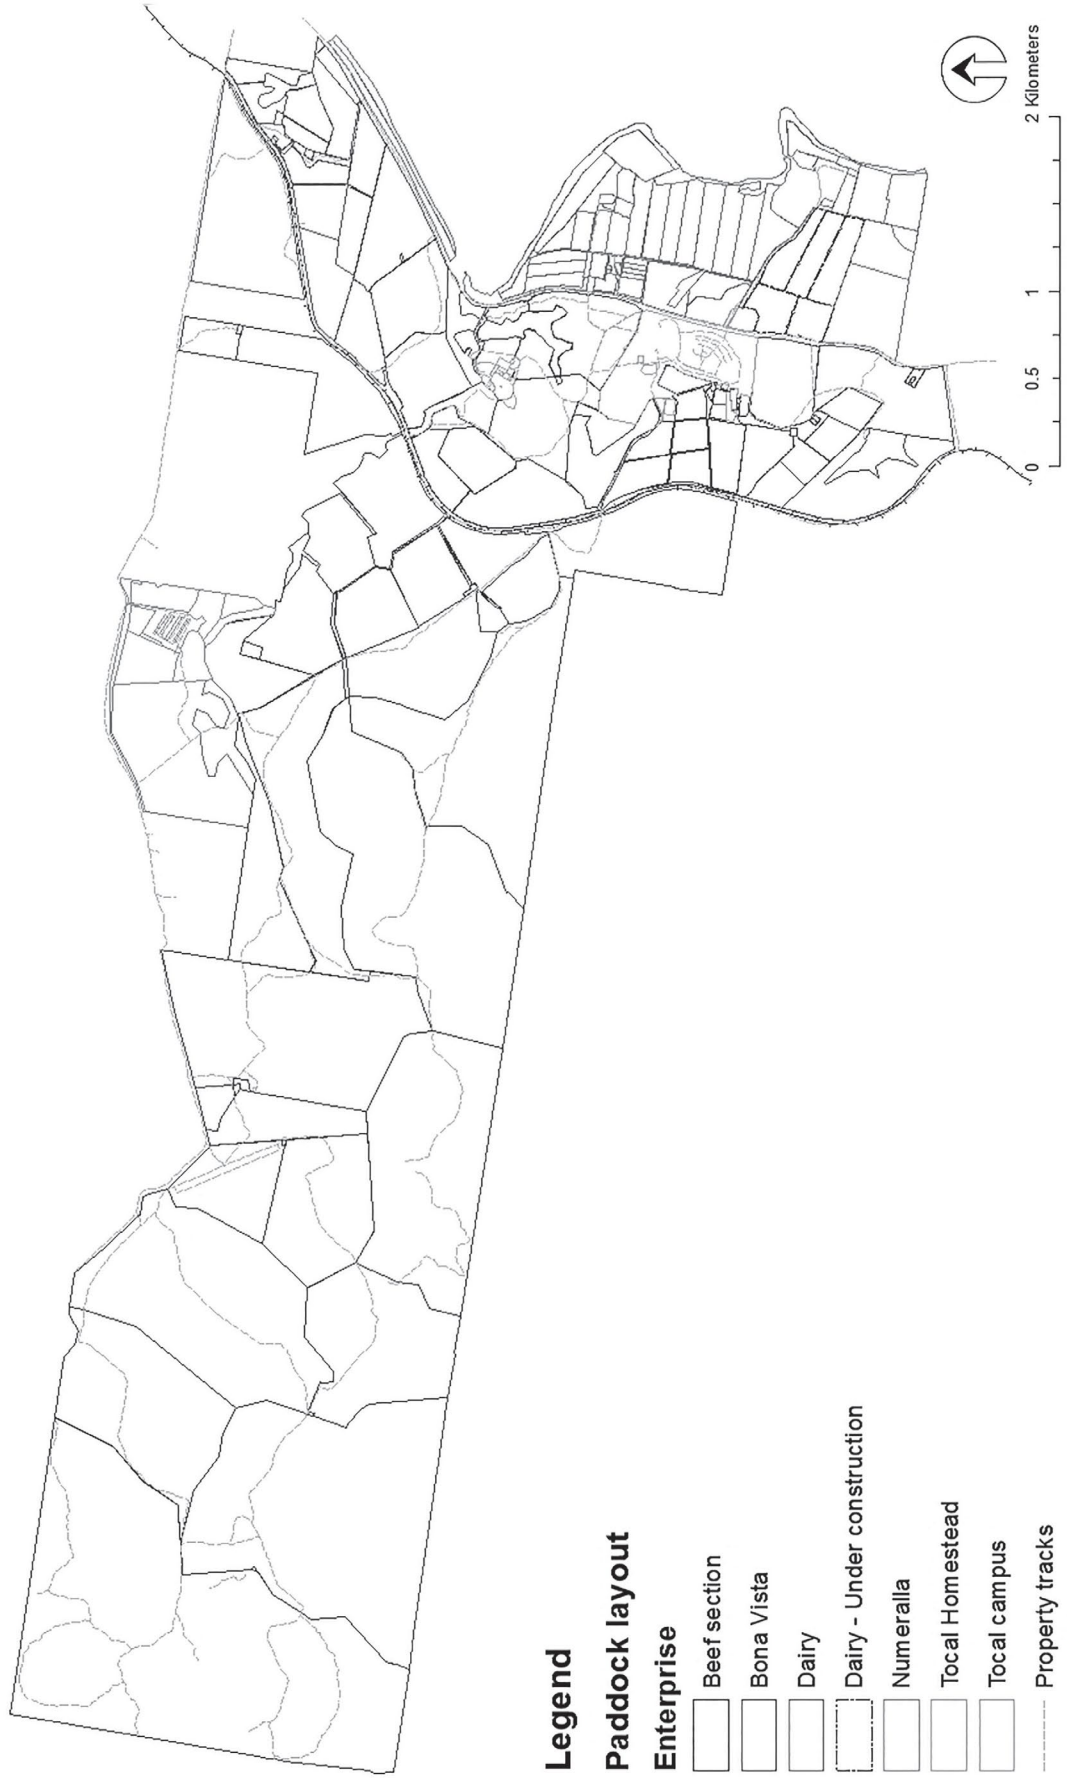 Legend
Paddock layout
Enterprise
Beef section
Bona Vista
Dairy
Dairy - Under construction
Numeralla
Tocal Homestead
Tocal campus
Property tracks
0 0.5 1 2 Kilometers